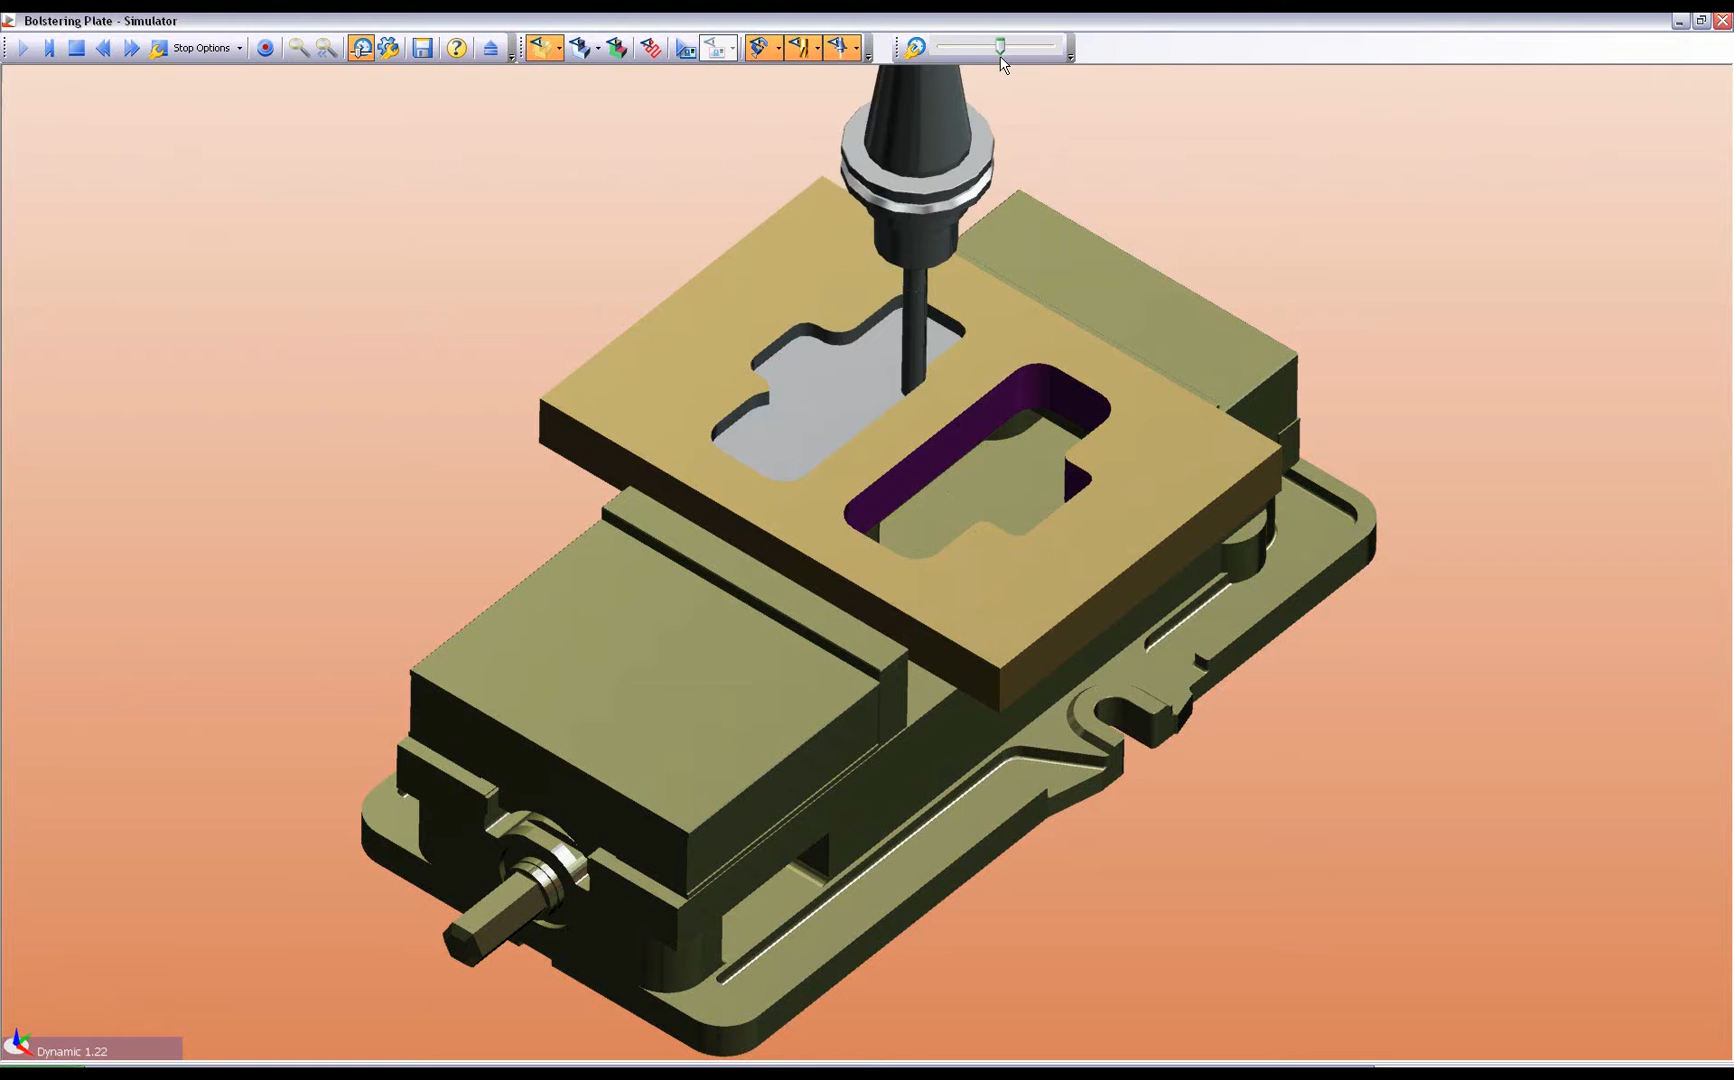 Bolstering Plate - Simulator
Stop Options
Dynamic 1.22